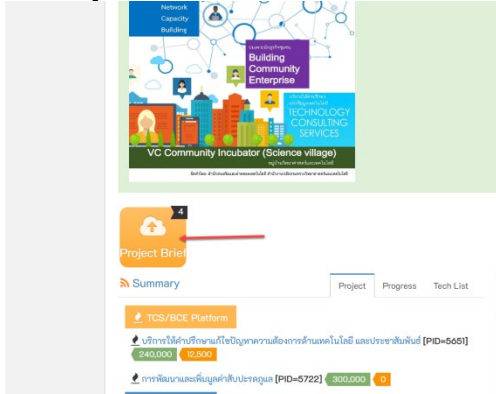 Network
Capacity
Building
Building
Community
Enterprise
TECHNOLOGY
CONSULTING
SERVICES
VC Community Incubator (Science village)
4
Project Brief
Summary
Project Progress Tech List
TCS/BCE Platform
บริการให้คำปรึกษาแก้ไขปัญหาความต้องการด้านเทคโนโลยี และประชาสัมพันธ์ [PID=5651]
240,000 12,500
การพัฒนาและเพิ่มมูลค่าสับปะรดภูแล [PID=5722] 300,000 0